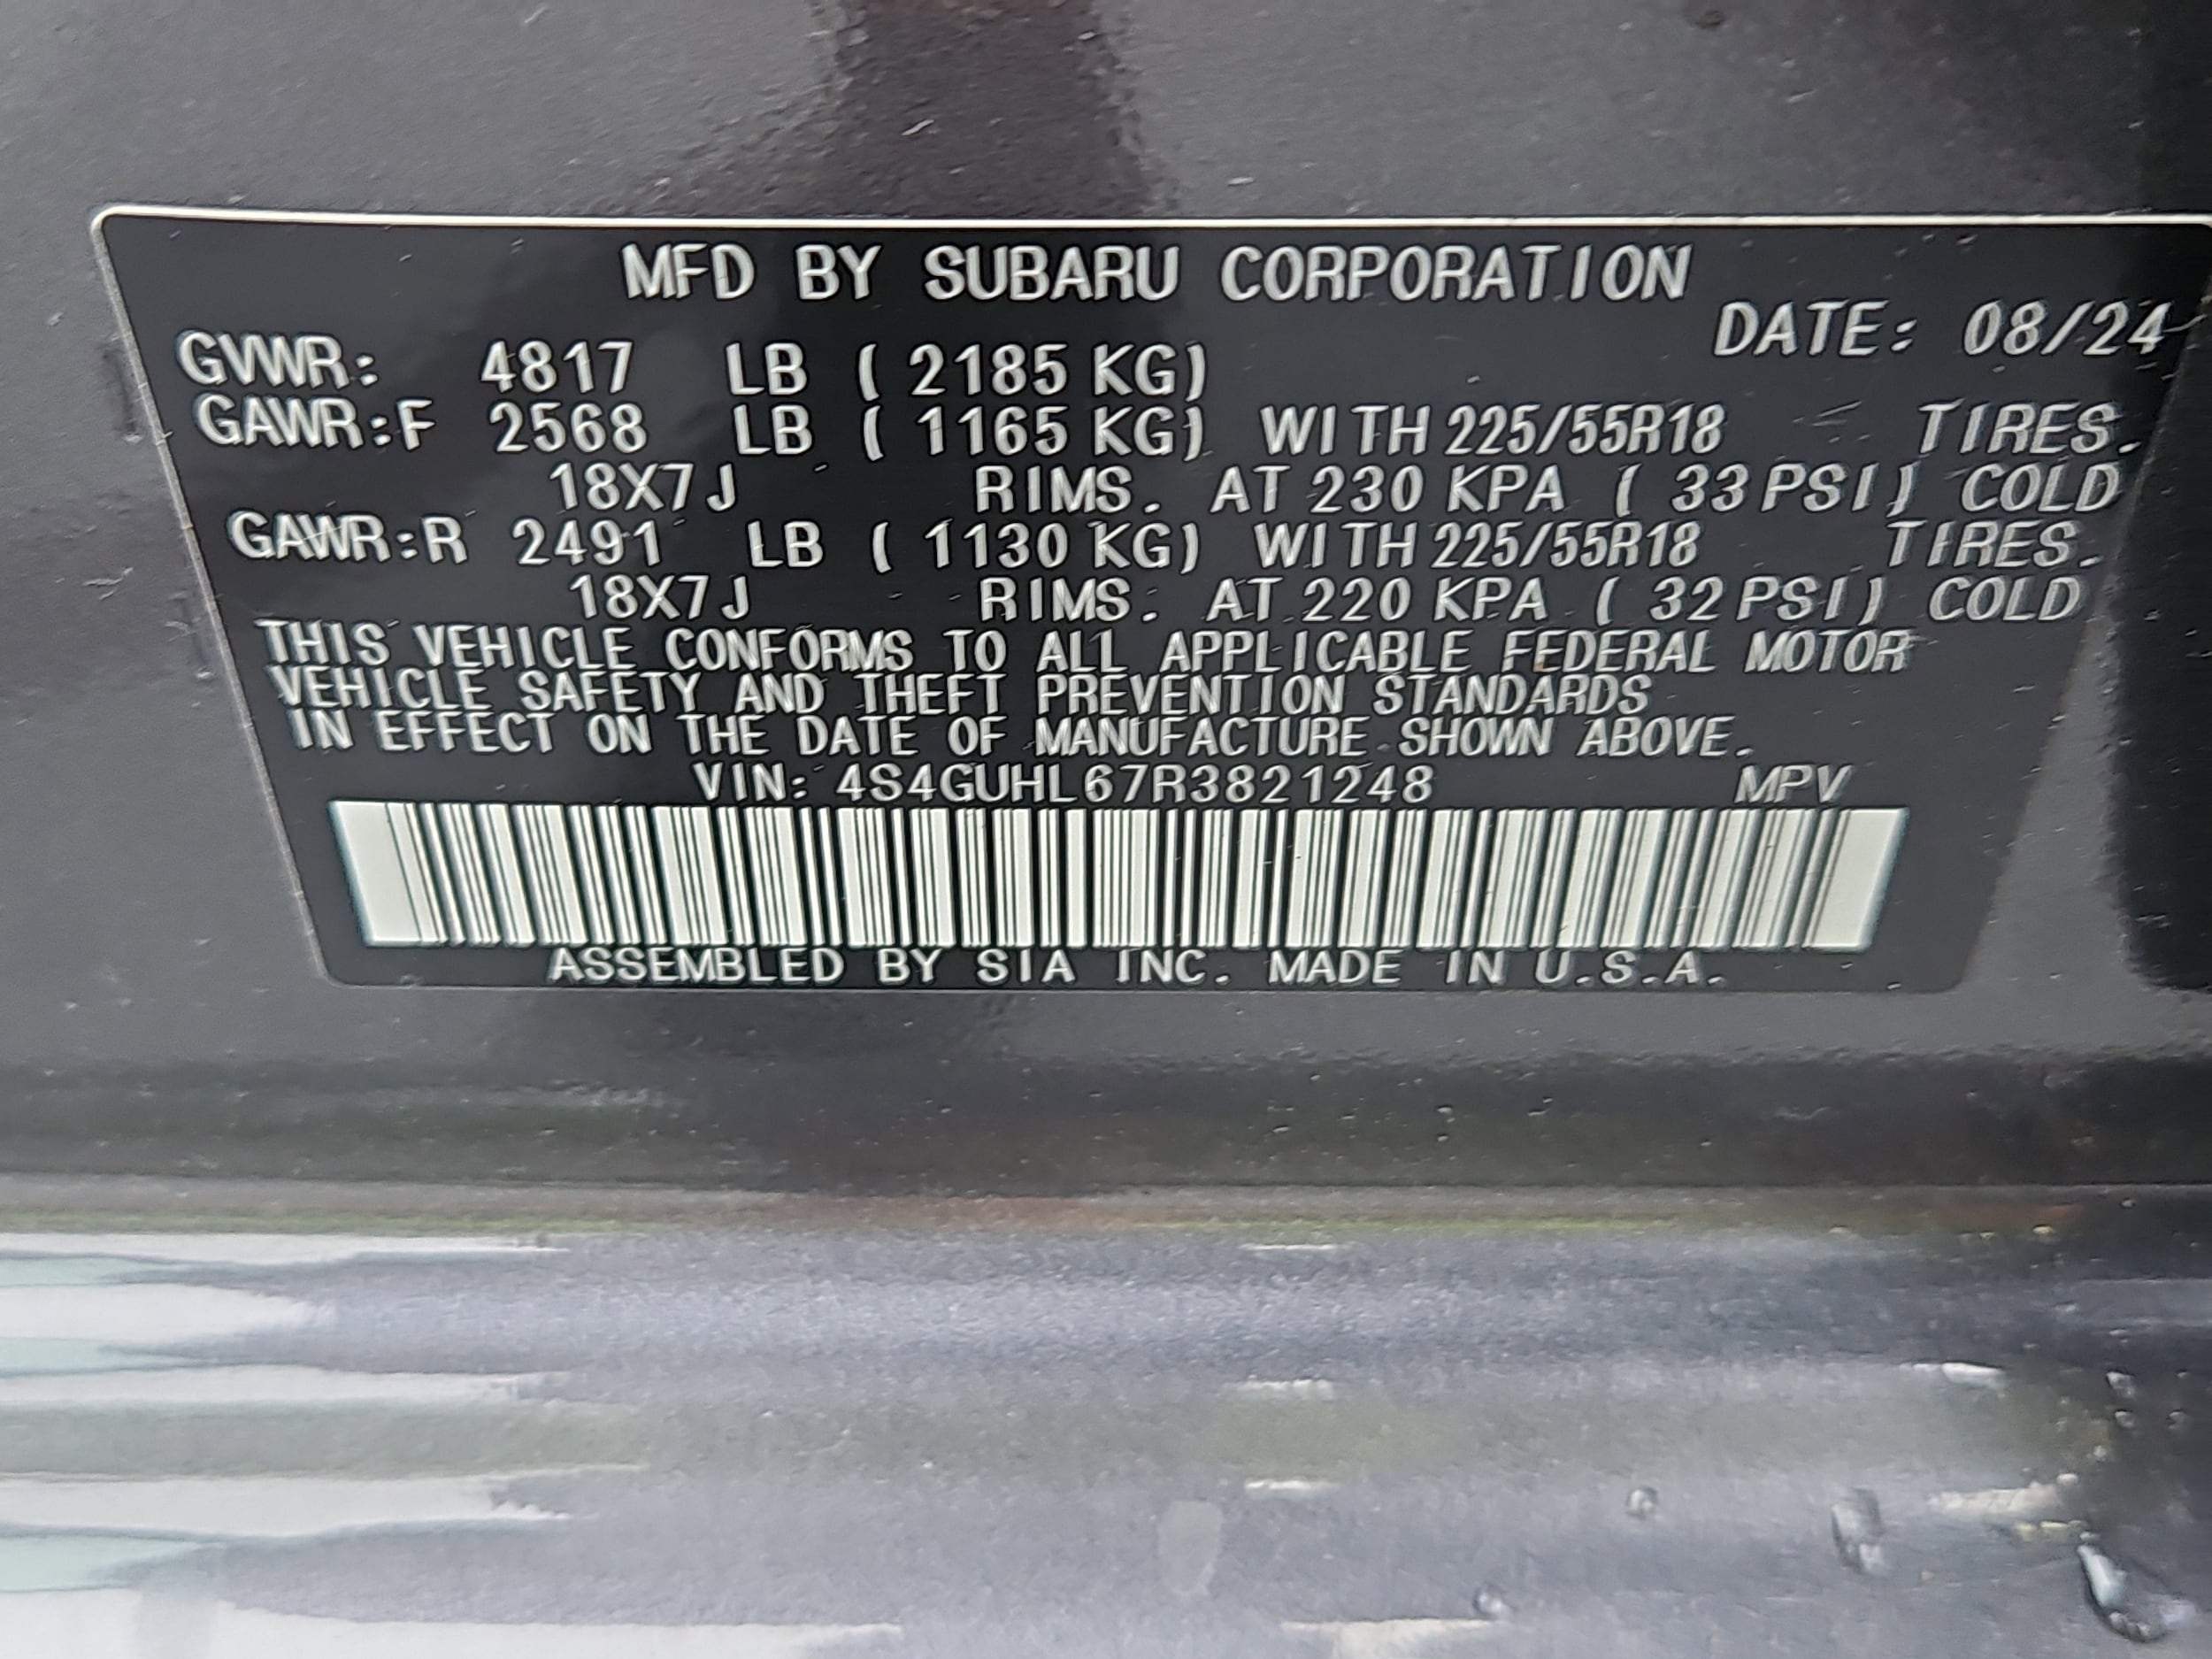 MFD BY SUBARU CORPORATION
DATE: 08/24
GVWR: 4817 LB ( 2185 KG)
GAWR:F 2568 LB ( 1165 KG) WITH 225/55R18 TIRES.
18X7J RIMS. AT 230 KPA ( 33 PSI) COLD
GAWR:R 2491 LB ( 1130 KG) WITH 225/55R18 TIRES.
18X7J RIMS. AT 220 KPA ( 32 PSI) COLD
THIS VEHICLE CONFORMS TO ALL APPLICABLE FEDERAL MOTOR
VEHICLE SAFETY AND THEFT PREVENTION STANDARDS
IN EFFECT ON THE DATE OF MANUFACTURE SHOWN ABOVE.
VIN: 4S4GUHL67R3821248 MPV
ASSEMBLED BY SIA INC. MADE IN U.S.A.